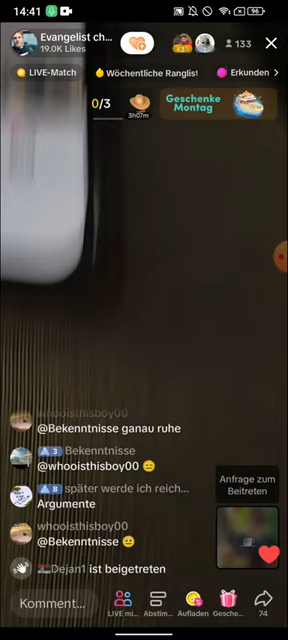 14:41
96
Evangelist ch...
19.0K Likes
133
LIVE-Match
Wöchentliche Ranglist
Erkunden
0/3
3h07m
Geschenke
Montag
whooisthisboy00
@Bekenntnisse ganau ruhe
3 Bekenntnisse
@whooisthisboy00 😑
8 später werde ich reich...
Argumente
whooisthisboy00
@Bekenntnisse 😐
Dejan1 ist beigetreten
Anfrage zum
Beitreten
Komment...
LIVE mi...
Abstim...
Aufladen
Gesche...
74